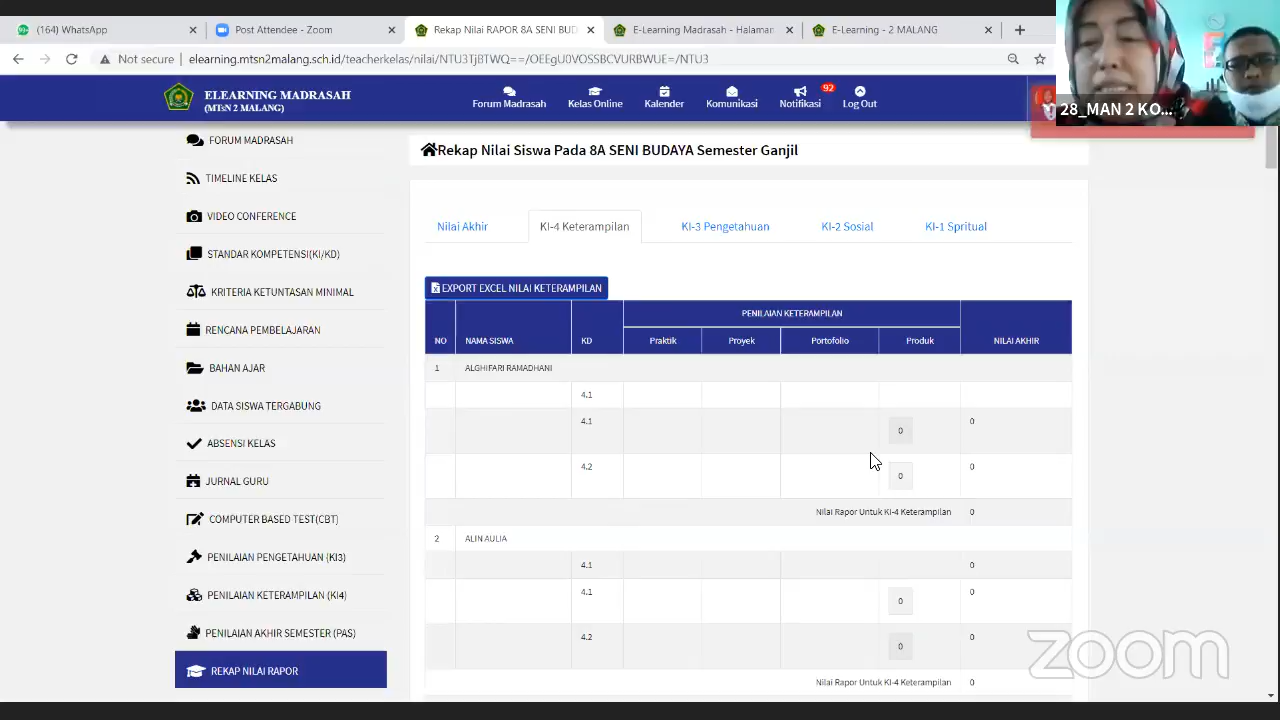 (164) WhatsApp
Post Attendee - Zoom
Rekap Nilai RAPOR 8A SENI BUD
E-Learning Madrasah - Halaman
E-Learning - 2 MALANG
Not secure
elearning.mtsn2malang.sch.id/teacherkelas/nilai/NTU3TjBTWQ==/OEEgU0VOSSBCVURBWUE=/NTU3
28_MAN 2 KO...
ELEARNING MADRASAH
(MTsN 2 MALANG)
Forum Madrasah
Kelas Online
Kalender
Komunikasi
Notifikasi
92
Log Out
FORUM MADRASAH
TIMELINE KELAS
VIDEO CONFERENCE
STANDAR KOMPETENSI(KI/KD)
KRITERIA KETUNTASAN MINIMAL
RENCANA PEMBELAJARAN
BAHAN AJAR
DATA SISWA TERGABUNG
ABSENSI KELAS
JURNAL GURU
COMPUTER BASED TEST(CBT)
PENILAIAN PENGETAHUAN (KI3)
PENILAIAN KETERAMPILAN (KI4)
PENILAIAN AKHIR SEMESTER (PAS)
REKAP NILAI RAPOR
Rekap Nilai Siswa Pada 8A SENI BUDAYA Semester Ganjil
Nilai Akhir
KI-4 Keterampilan
KI-3 Pengetahuan
KI-2 Sosial
KI-1 Spritual
EXPORT EXCEL NILAI KETERAMPILAN
PENILAIAN KETERAMPILAN
NO NAMA SISWA KD Praktik Proyek Portofolio Produk NILAI AKHIR
1 ALGHIFARI RAMADHANI
4.1
4.1 0 0
4.2 0 0
Nilai Rapor Untuk KI-4 Keterampilan 0
2 ALIN AULIA
4.1 0
4.1 0 0
4.2 0 0
Nilai Rapor Untuk KI-4 Keterampilan 0
zoom